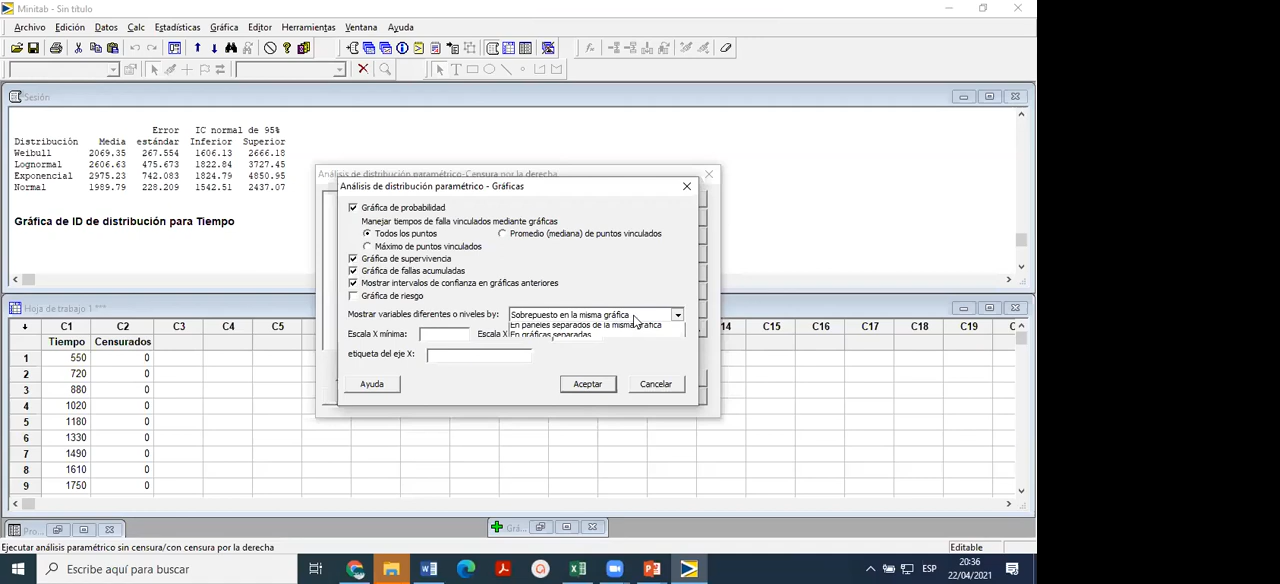 Minitab - Sin título
Archivo Edición Datos Calc Estadísticas Gráfica Editor Herramientas Ventana Ayuda
Sesión
Error IC normal de 95%
Distribución Media estándar Inferior Superior
Weibull 2069.35 267.554 1606.13 2666.18
Lognormal 2606.63 475.673 1822.84 3727.45
Exponencial 2975.23 742.083 1824.79 4850.95
Normal 1989.79 228.209 1542.51 2437.07
Gráfica de ID de distribución para Tiempo
Análisis de distribución paramétrico-Censura por la derecha
Análisis de distribución paramétrico - Gráficas
Gráfica de probabilidad
Manejar tiempos de falla vinculados mediante gráficas
Todos los puntos Promedio (mediana) de puntos vinculados
Máximo de puntos vinculados
Gráfica de supervivencia
Gráfica de fallas acumuladas
Mostrar intervalos de confianza en gráficas anteriores
Gráfica de riesgo
Mostrar variables diferentes o niveles by: Sobrepuesto en la misma gráfica
En paneles separados de la misma gráfica
Escala X mínima: Escala X En gráficas separadas
etiqueta del eje X:
Ayuda Aceptar Cancelar
Hoja de trabajo 1 ***
C1 C2 C3 C4 C5 14 C15 C16 C17 C18 C19
Tiempo Censurados
1 550 0
2 720 0
3 880 0
4 1020 0
5 1180 0
6 1330 0
7 1490 0
8 1610 0
9 1750 0
Pro... Grá...
Ejecutar análisis paramétrico sin censura/con censura por la derecha Editable
Escribe aquí para buscar ESP 20:36
22/04/2021